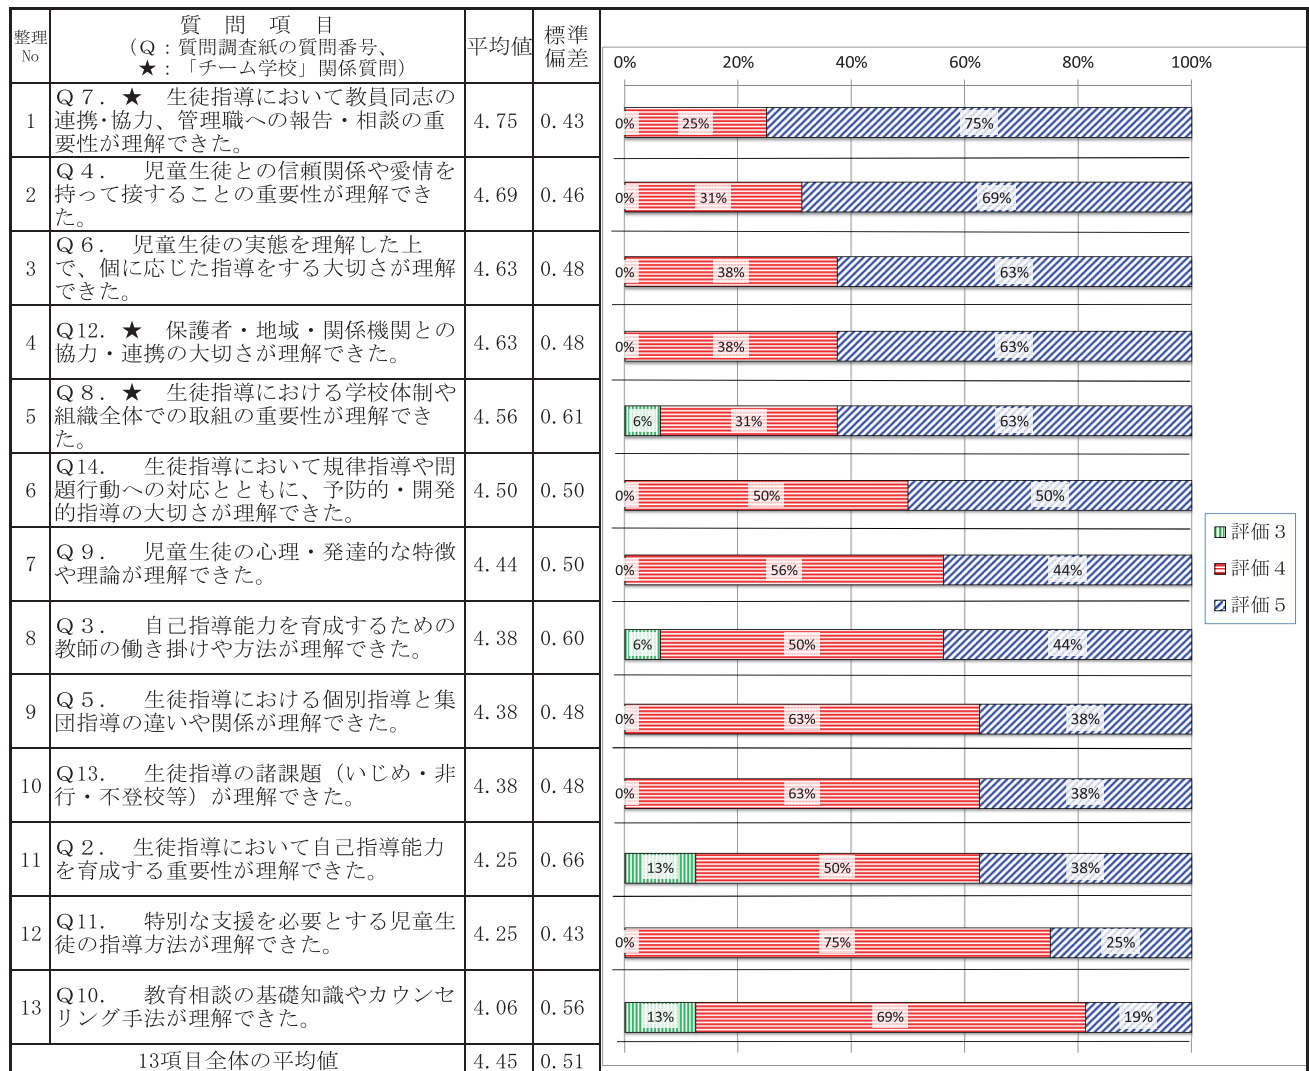 整理
No
質 問 項 目
（Q：質問調査紙の質問番号、
★：「チーム学校」関係質問）
平均値
標準
偏差
0% 20% 40% 60% 80% 100%
1
Ｑ７．★ 生徒指導において教員同志の
連携・協力、管理職への報告・相談の重
要性が理解できた。
4.75 0.43
0% 25% 75%
2
Ｑ４． 児童生徒との信頼関係や愛情を
持って接することの重要性が理解でき
た。
4.69 0.46
0% 31% 69%
3
Ｑ６． 児童生徒の実態を理解した上
で、個に応じた指導をする大切さが理解
できた。
4.63 0.48
0% 38% 63%
4
Ｑ12．★ 保護者・地域・関係機関との
協力・連携の大切さが理解できた。
4.63 0.48
0% 38% 63%
5
Ｑ８．★ 生徒指導における学校体制や
組織全体での取組の重要性が理解でき
た。
4.56 0.61
6% 31% 63%
6
Ｑ14． 生徒指導において規律指導や問
題行動への対応とともに、予防的・開発
的指導の大切さが理解できた。
4.50 0.50
0% 50% 50%
7
Ｑ９． 児童生徒の心理・発達的な特徴
や理論が理解できた。
4.44 0.50
0% 56% 44%
8
Ｑ３． 自己指導能力を育成するための
教師の働き掛けや方法が理解できた。
4.38 0.60
6% 50% 44%
9
Ｑ５． 生徒指導における個別指導と集
団指導の違いや関係が理解できた。
4.38 0.48
0% 63% 38%
10
Ｑ13． 生徒指導の諸課題（いじめ・非
行・不登校等）が理解できた。
4.38 0.48
0% 63% 38%
11
Ｑ２． 生徒指導において自己指導能力
を育成する重要性が理解できた。
4.25 0.66
13% 50% 38%
12
Ｑ11． 特別な支援を必要とする児童生
徒の指導方法が理解できた。
4.25 0.43
0% 75% 25%
13
Ｑ10． 教育相談の基礎知識やカウンセ
リング手法が理解できた。
4.06 0.56
13% 69% 19%
13項目全体の平均値 4.45 0.51
0% 20% 40% 60% 80% 100%
評価３
評価４
評価５